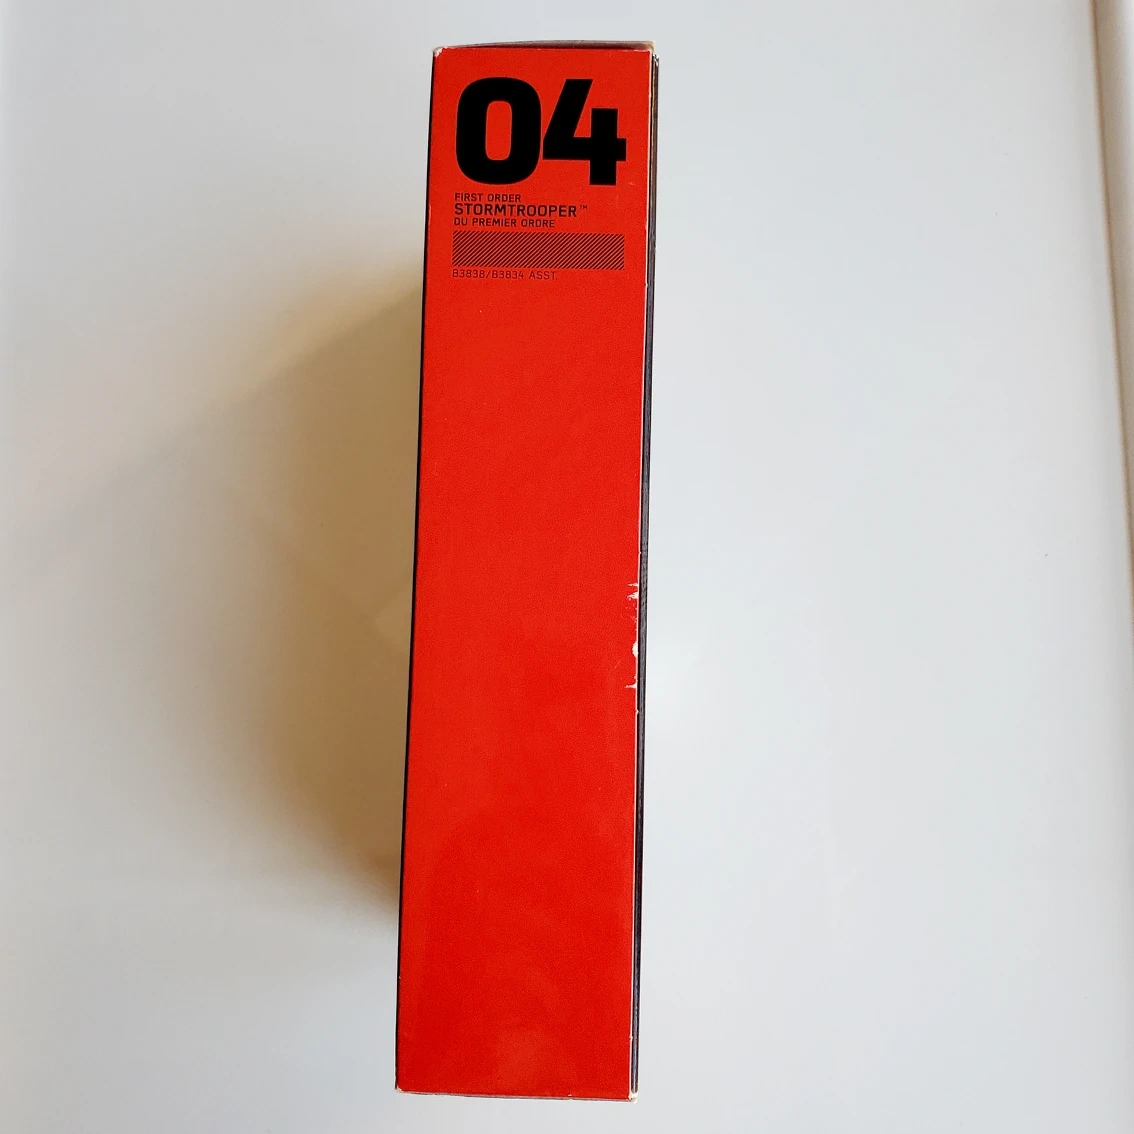 04
FIRST ORDER
STORMTROOPER™
DU PREMIER ORDRE
B3838/B3834 ASST.